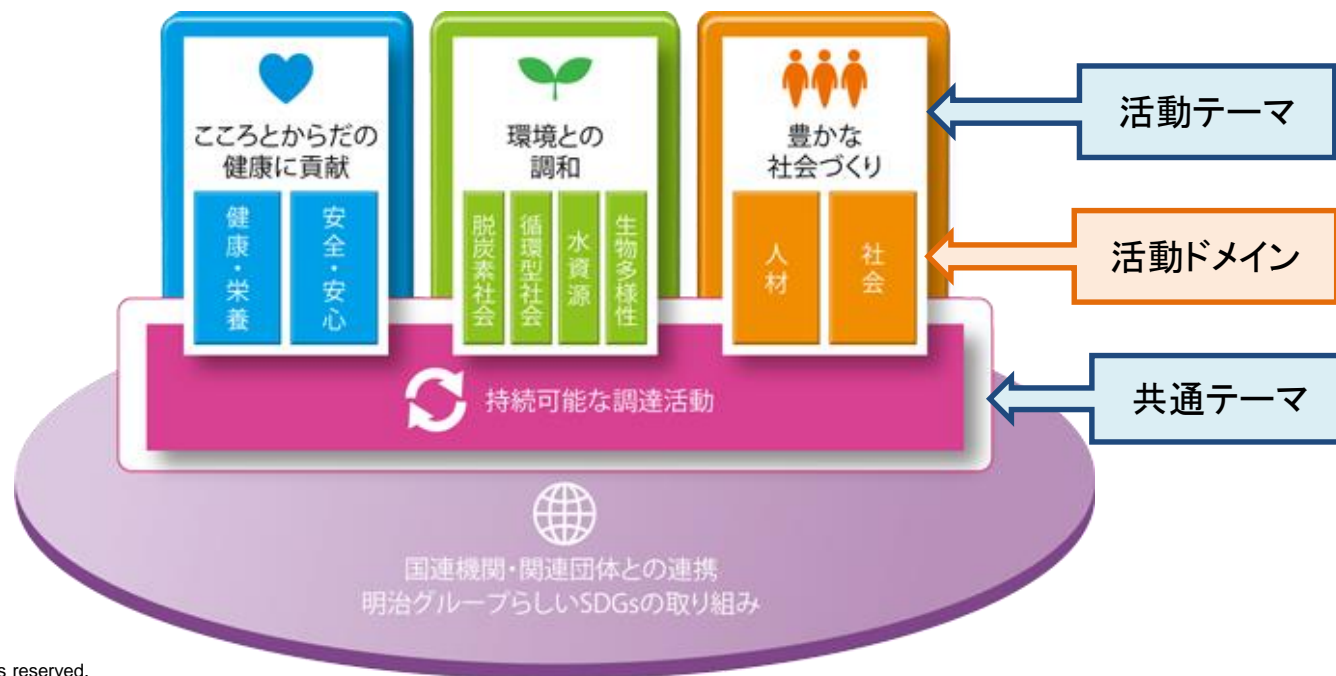 こころとからだの
健康に貢献
健康・栄養
安全・安心
環境との
調和
脱炭素社会
循環型社会
水資源
生物多様性
豊かな
社会づくり
人材
社会
活動テーマ
活動ドメイン
共通テーマ
持続可能な調達活動
国連機関・関連団体との連携
明治グループらしいSDGsの取り組み
s reserved.